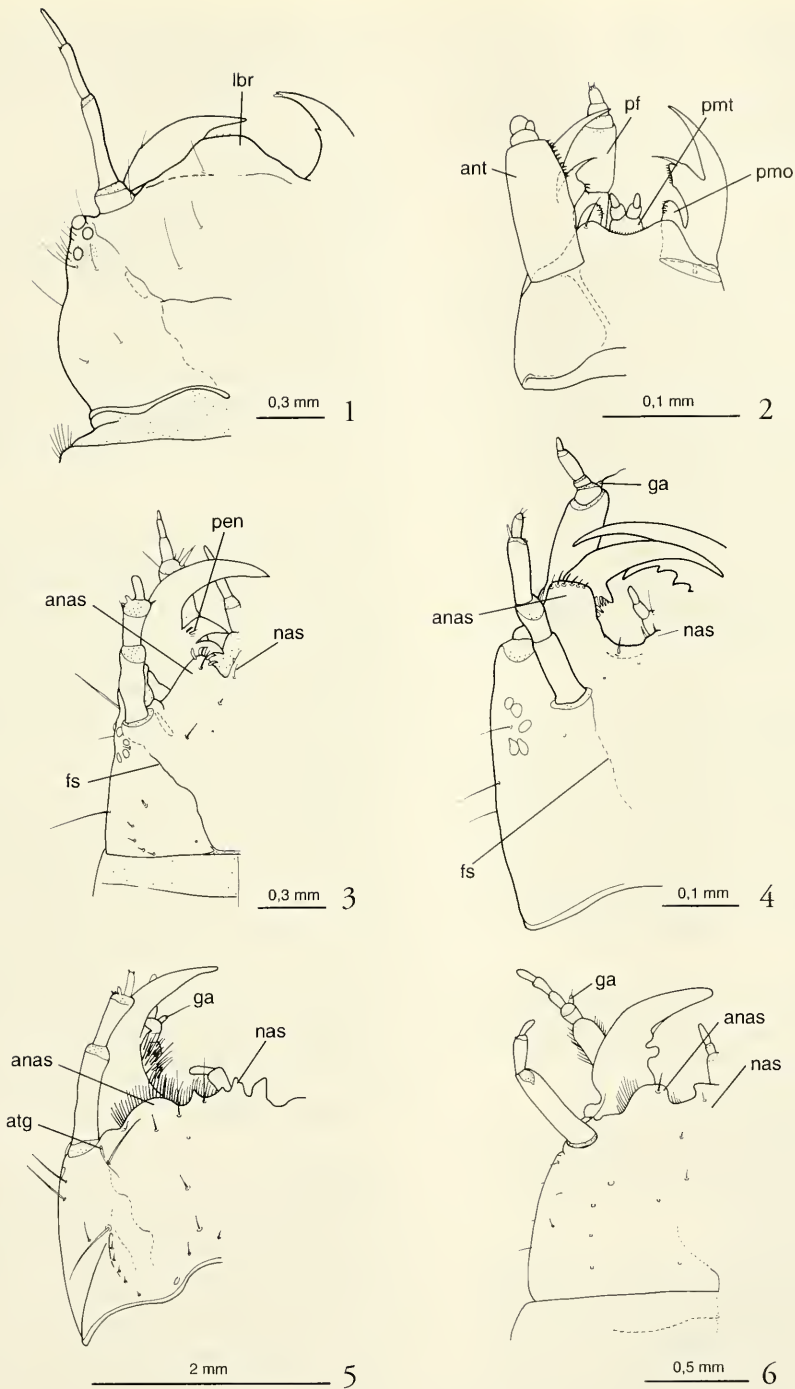 lbr
0,3 mm
1
pf
pmt
ant
pmo
0,1 mm
2
pen
anas
nas
fs
0,3 mm
3
ga
anas
nas
fs
0,1 mm
4
ga
nas
anas
atg
2 mm
5
ga
anas
nas
0,5 mm
6